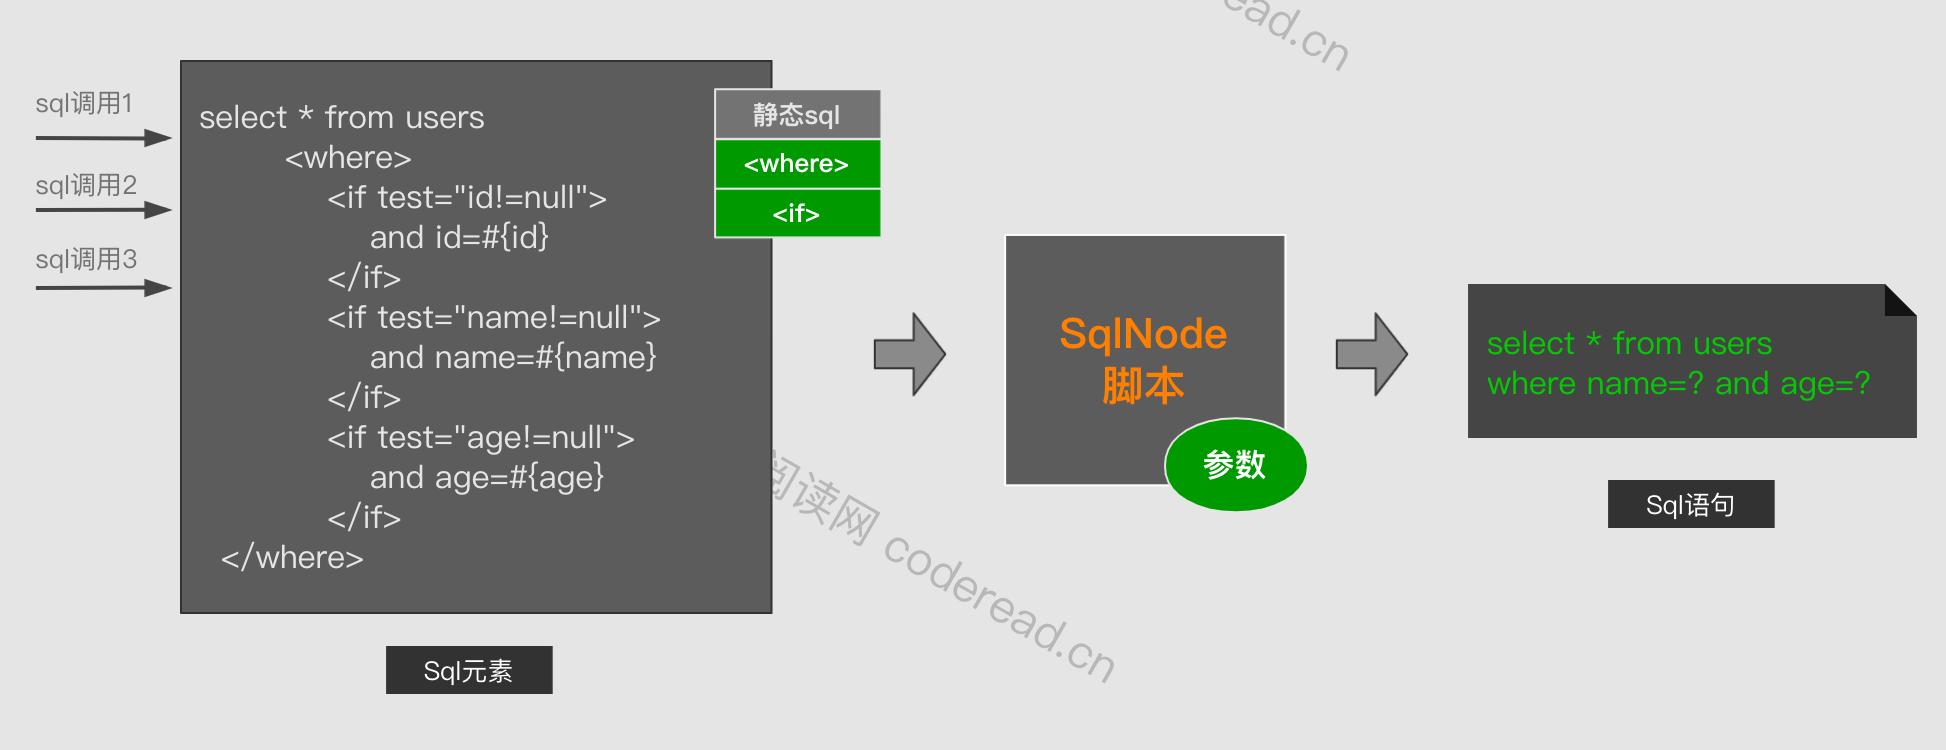 sql调用1
sql调用2
sql调用3
select * from users
<where>
<if test="id!=null">
and id=#{id}
</if>
<if test="name!=null">
and name=#{name}
</if>
<if test="age!=null">
and age=#{age}
</if>
</where>
静态sql
<where>
<if>
Sql元素
SqlNode
脚本
参数
select * from users
where name=? and age=?
Sql语句
阅读网 coderead.cn
ead.cn